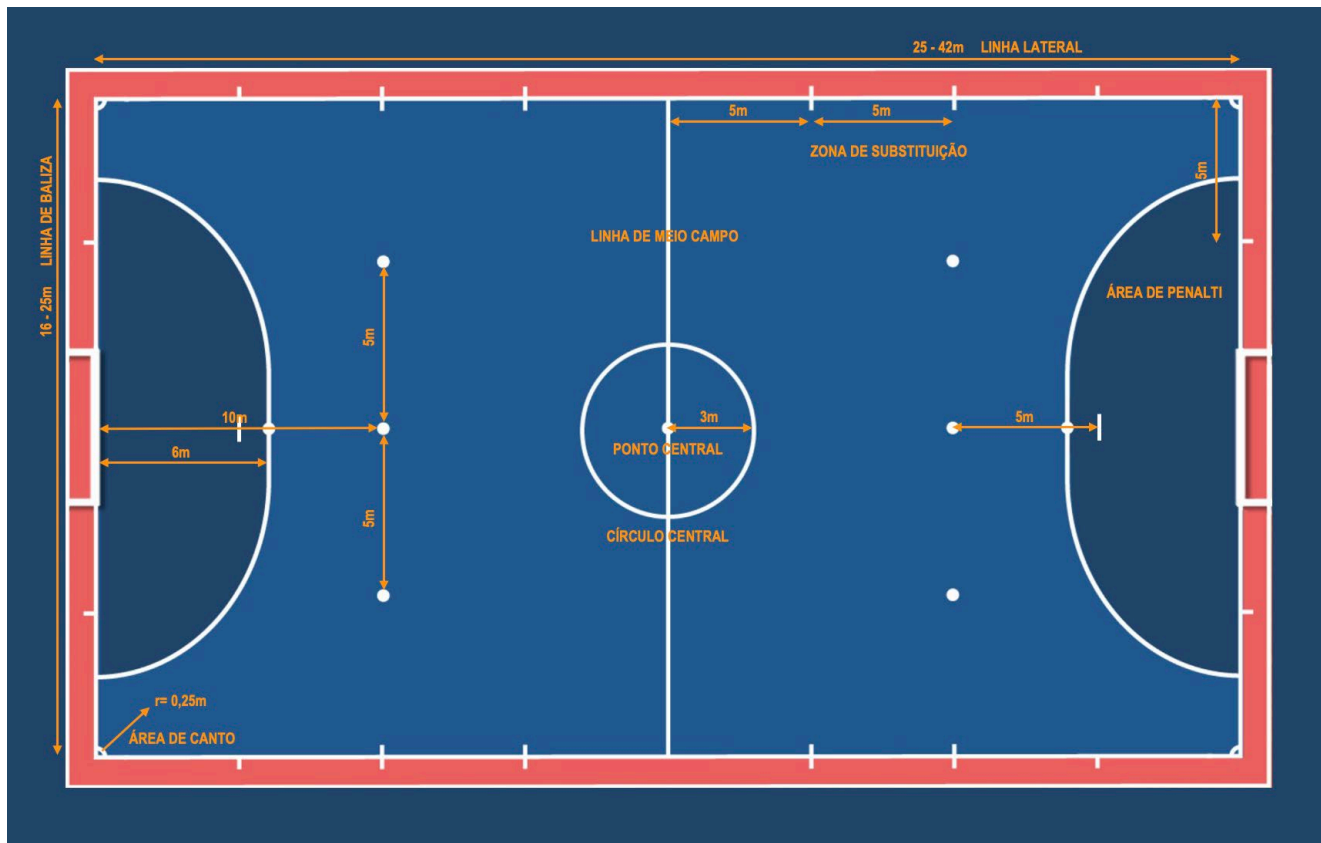 25 - 42m LINHA LATERAL
5m
5m
ZONA DE SUBSTITUIÇÃO
5m
16 - 25m LINHA DE BALIZA
LINHA DE MEIO CAMPO
ÁREA DE PENALTI
5m
10m
3m
5m
PONTO CENTRAL
6m
5m
CÍRCULO CENTRAL
r= 0,25m
ÁREA DE CANTO